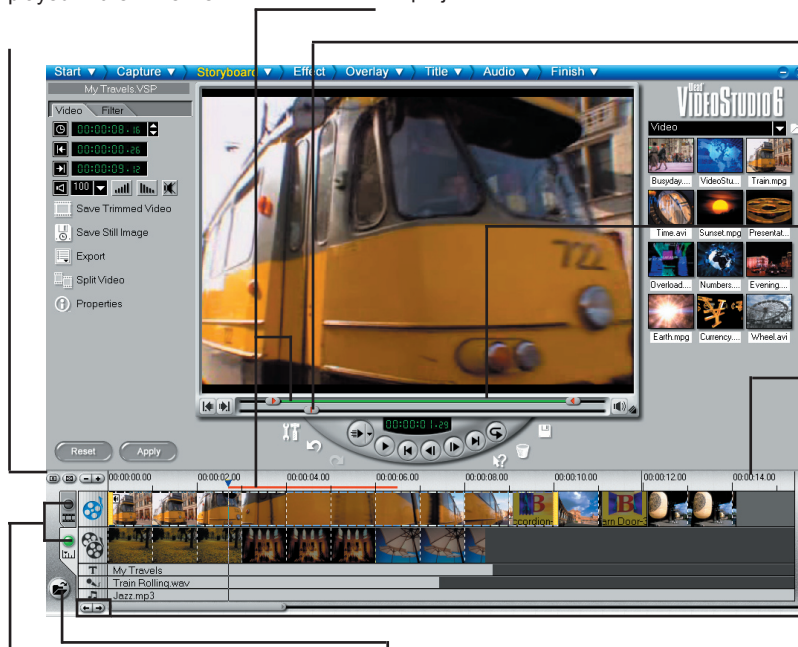 Start ▼ Capture ▼ Storyboard ▼ Effect Overlay ▼ Title ▼ Audio ▼ Finish ▼
My Travels.VSP
Video Filter
00:00:08.16
00:00:00.26
00:00:09.12
100
Save Trimmed Video
Save Still Image
Export
Split Video
Properties
Reset Apply
722
00:00:01.29
Ulead
VIDEOSTUDIO 6
Video
Busyday.... VideoStu... Train.mpg
Time.avi Sunset.mpg Presentat...
Overload.... Numbers.... Evening....
Earth.mpg Currency.... Wheel.avi
00:00:00.00 00:00:02.00 00:00:04.00 00:00:06.00 00:00:08.00 00:00:10.00 00:00:12.00 00:00:14.00
B B
ccordion- am Door-
T My Travels
Train Rolling.wav
Jazz.mp3